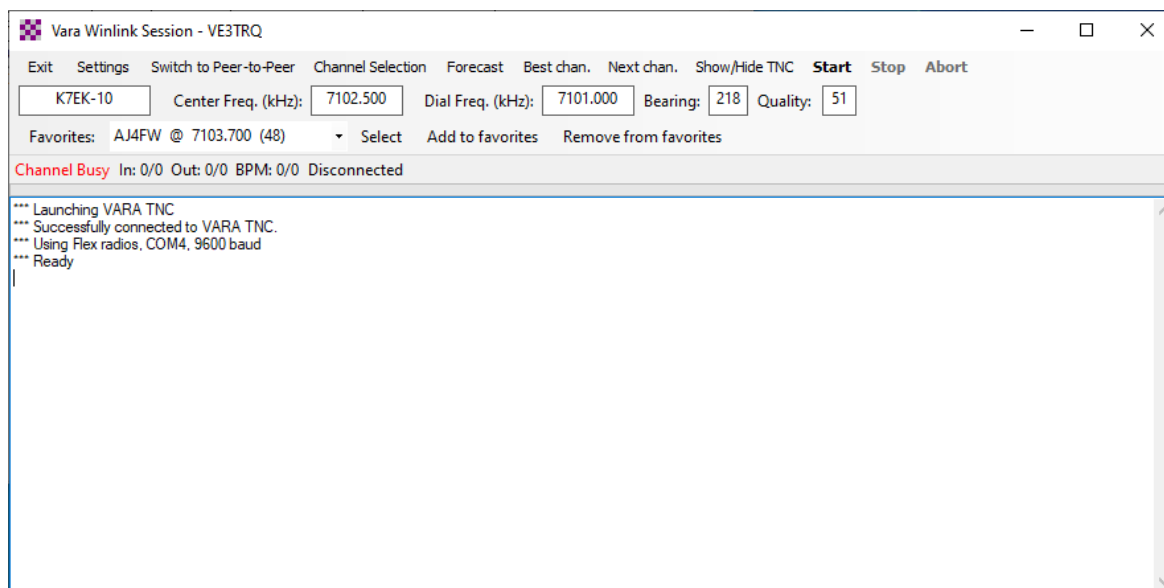 Vara Winlink Session - VE3TRQ
Exit Settings Switch to Peer-to-Peer Channel Selection Forecast Best chan. Next chan. Show/Hide TNC Start Stop Abort
K7EK-10 Center Freq. (kHz): 7102.500 Dial Freq. (kHz): 7101.000 Bearing: 218 Quality: 51
Favorites: AJ4FW @ 7103.700 (48) Select Add to favorites Remove from favorites
Channel Busy In: 0/0 Out: 0/0 BPM: 0/0 Disconnected
*** Launching VARA TNC
*** Successfully connected to VARA TNC.
*** Using Flex radios, COM4, 9600 baud
*** Ready